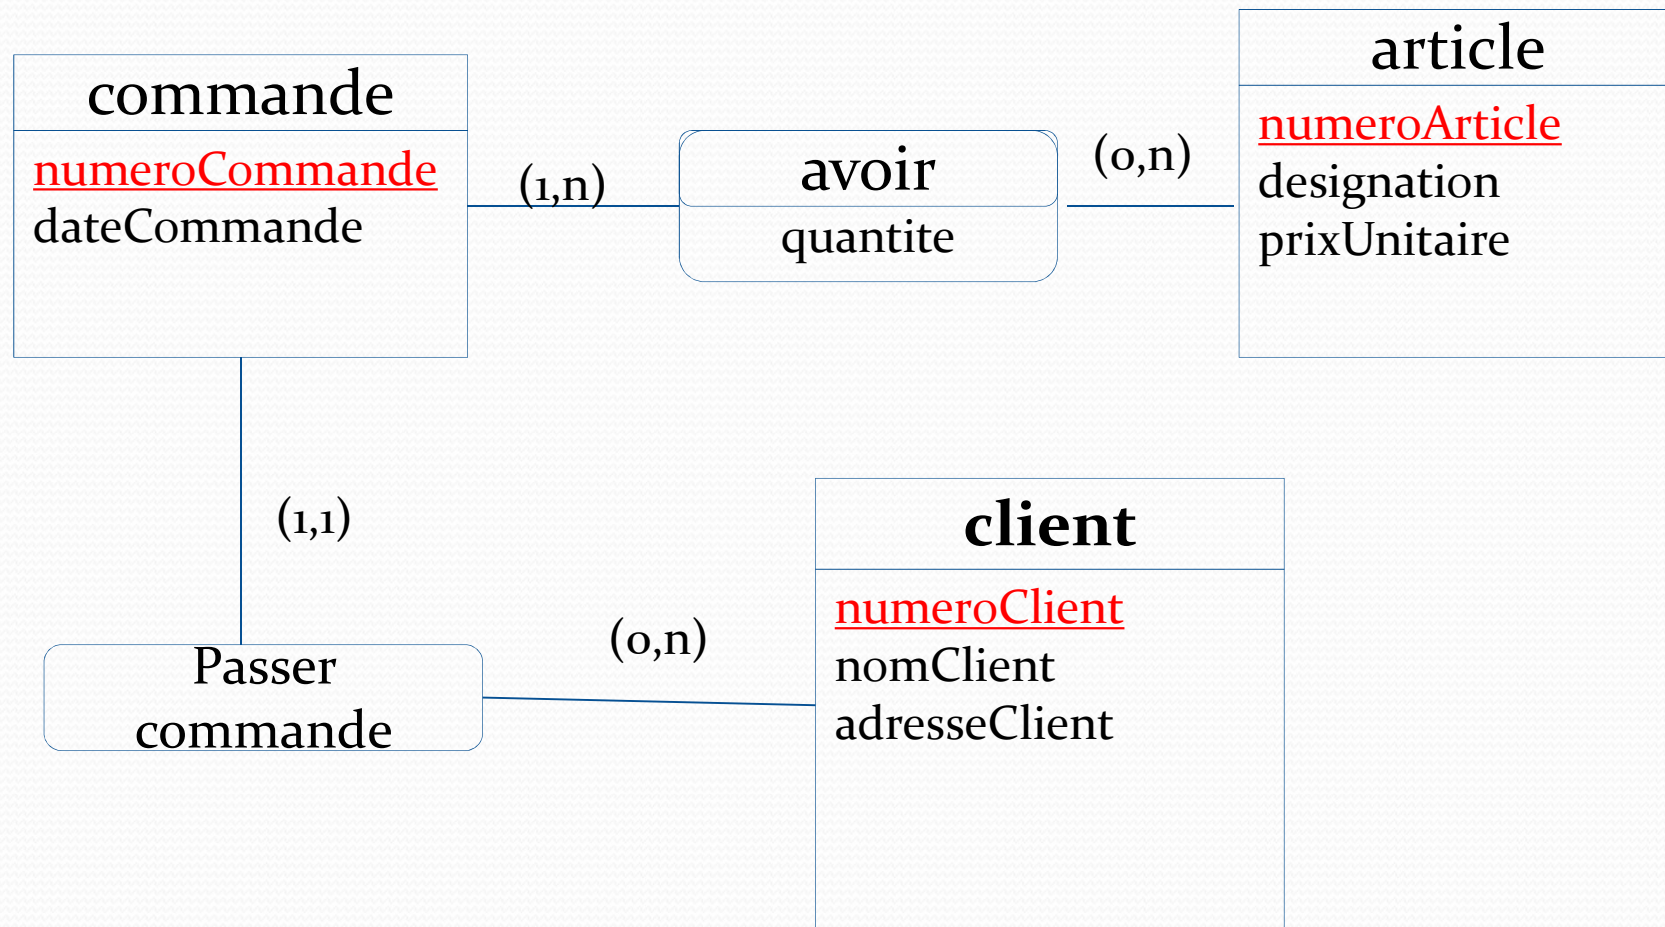 commande
numeroCommande
dateCommande
(1,n)
avoir
quantite
(0,n)
article
numeroArticle
designation
prixUnitaire
(1,1)
Passer
commande
(0,n)
client
numeroClient
nomClient
adresseClient